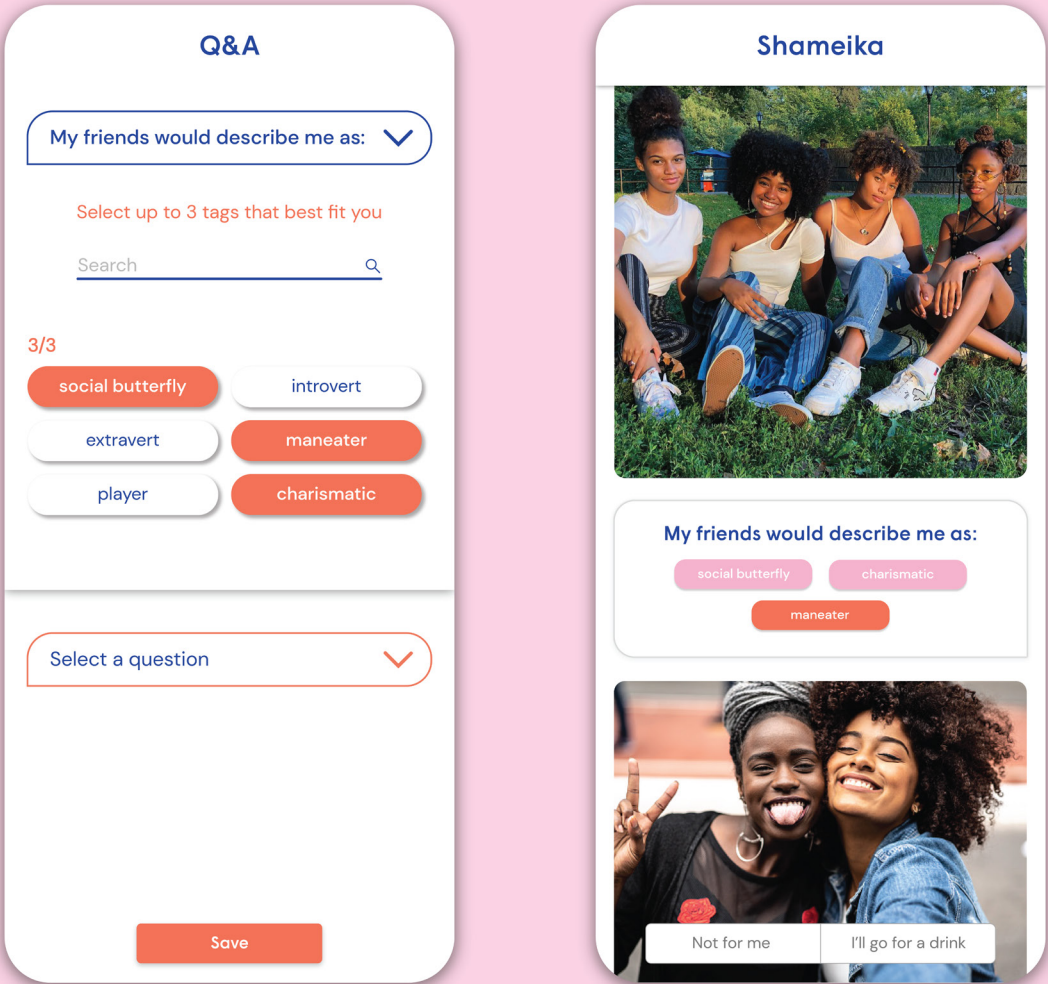 Q&A
My friends would describe me as:
Select up to 3 tags that best fit you
Search
3/3
social butterfly
introvert
extravert
maneater
player
charismatic
Select a question
Save
Shameika
My friends would describe me as:
social butterfly
charismatic
maneater
Not for me
I'll go for a drink